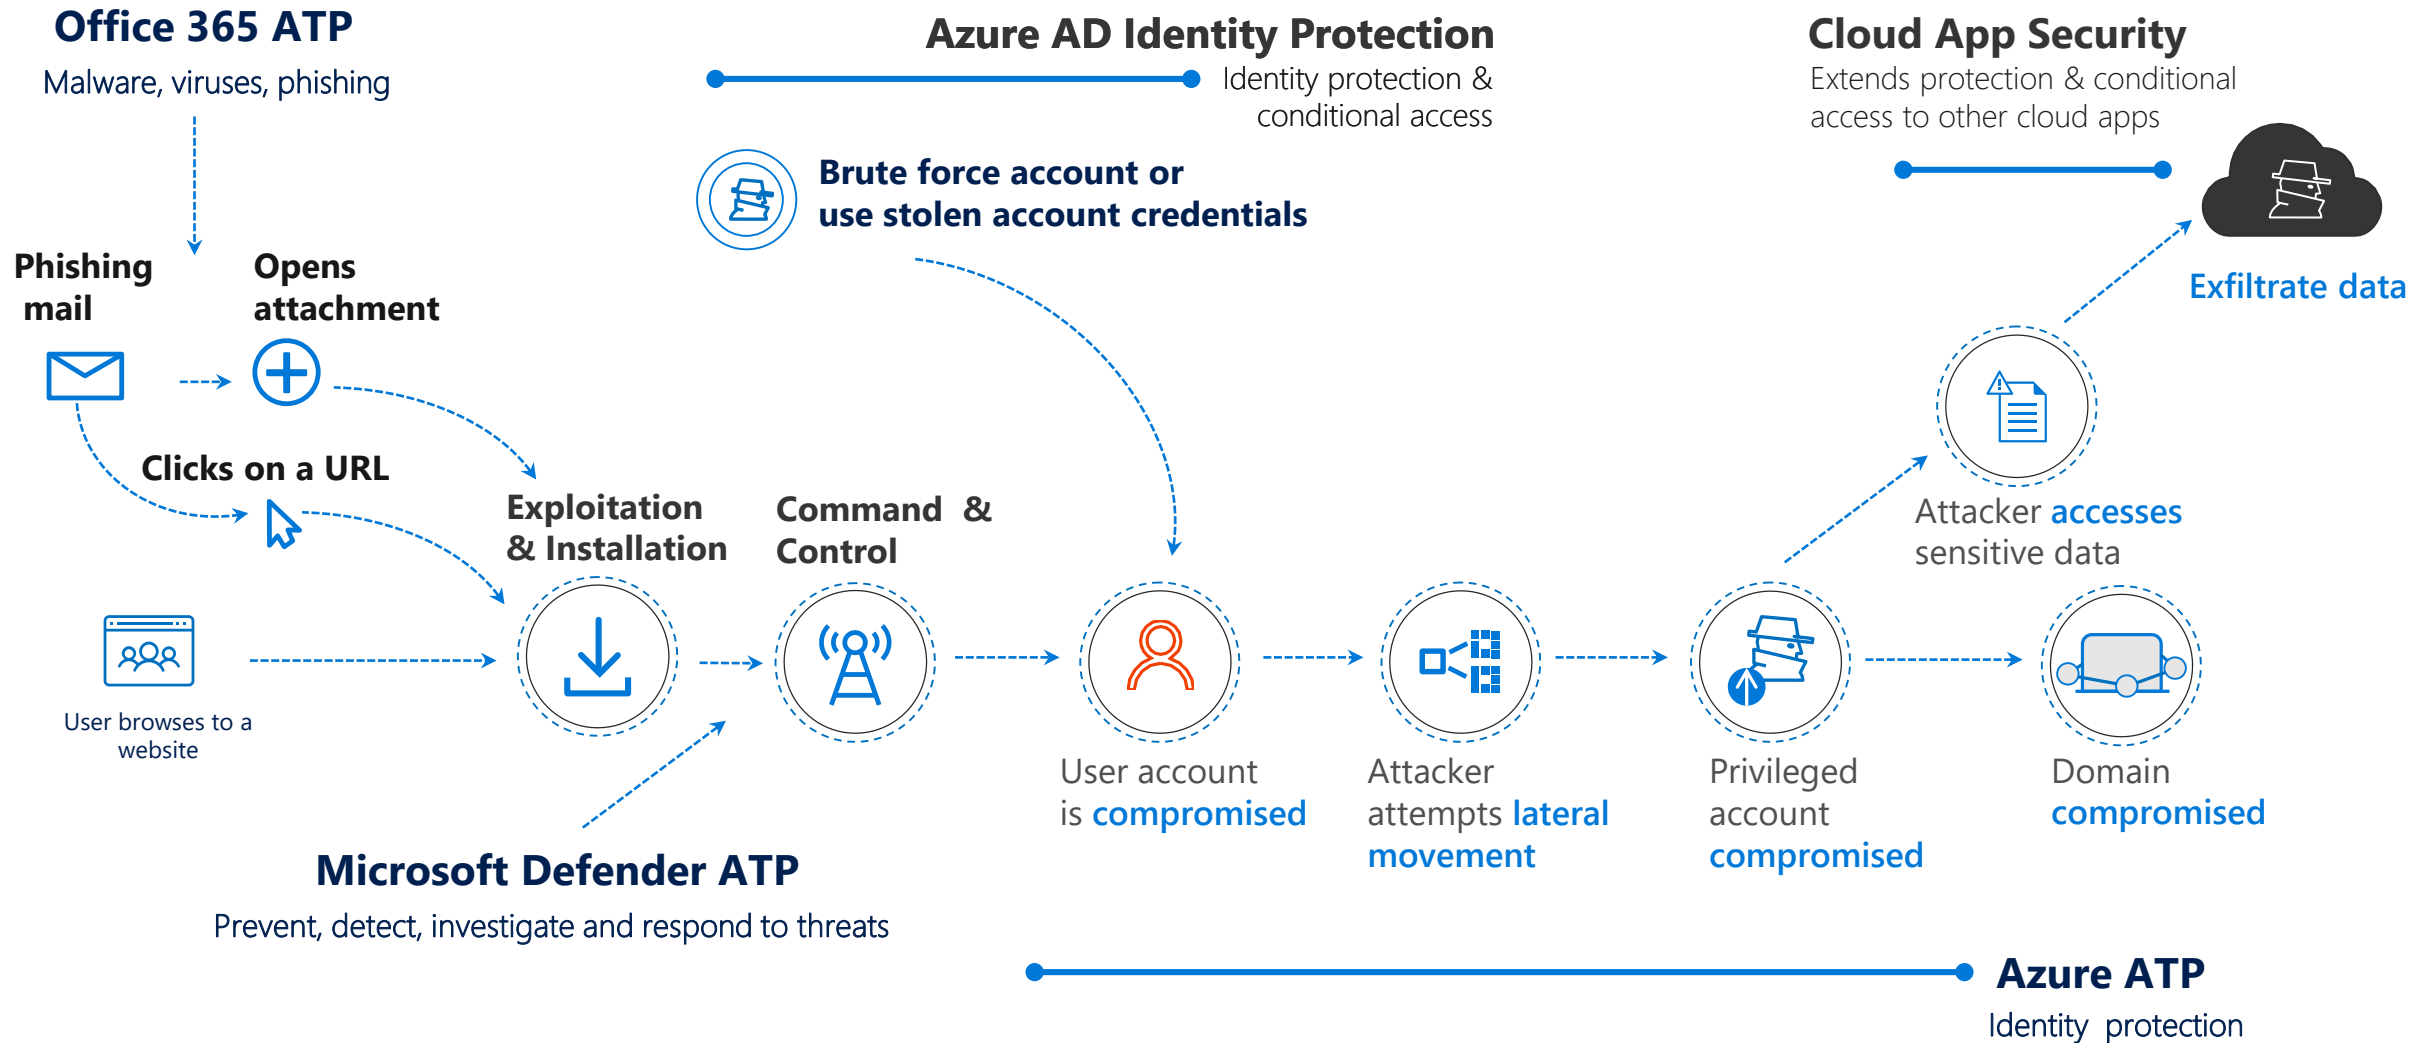 Office 365 ATP
Malware, viruses, phishing
Azure AD Identity Protection
Identity protection &
conditional access
Cloud App Security
Extends protection & conditional
access to other cloud apps
Brute force account or
use stolen account credentials
Phishing
mail
Opens
attachment
Exfiltrate data
Clicks on a URL
Exploitation
& Installation
Command &
Control
Attacker accesses
sensitive data
User browses to a
website
User account
is compromised
Attacker
attempts lateral
movement
Privileged
account
compromised
Domain
compromised
Microsoft Defender ATP
Prevent, detect, investigate and respond to threats
Azure ATP
Identity protection